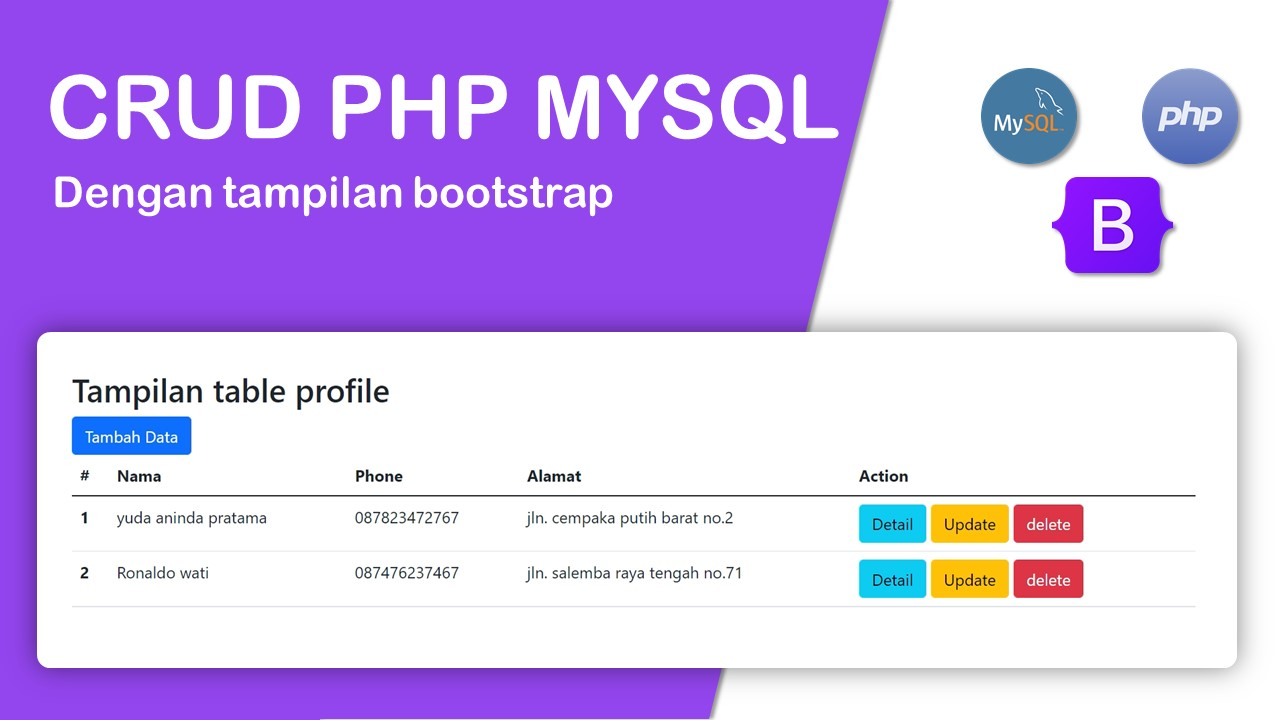 CRUD PHP MYSQL
Dengan tampilan bootstrap
MySQL
php
B
Tampilan table profile
Tambah Data
# Nama Phone Alamat Action
1 yuda aninda pratama 087823472767 jln. cempaka putih barat no.2 Detail Update delete
2 Ronaldo wati 087476237467 jln. salemba raya tengah no.71 Detail Update delete